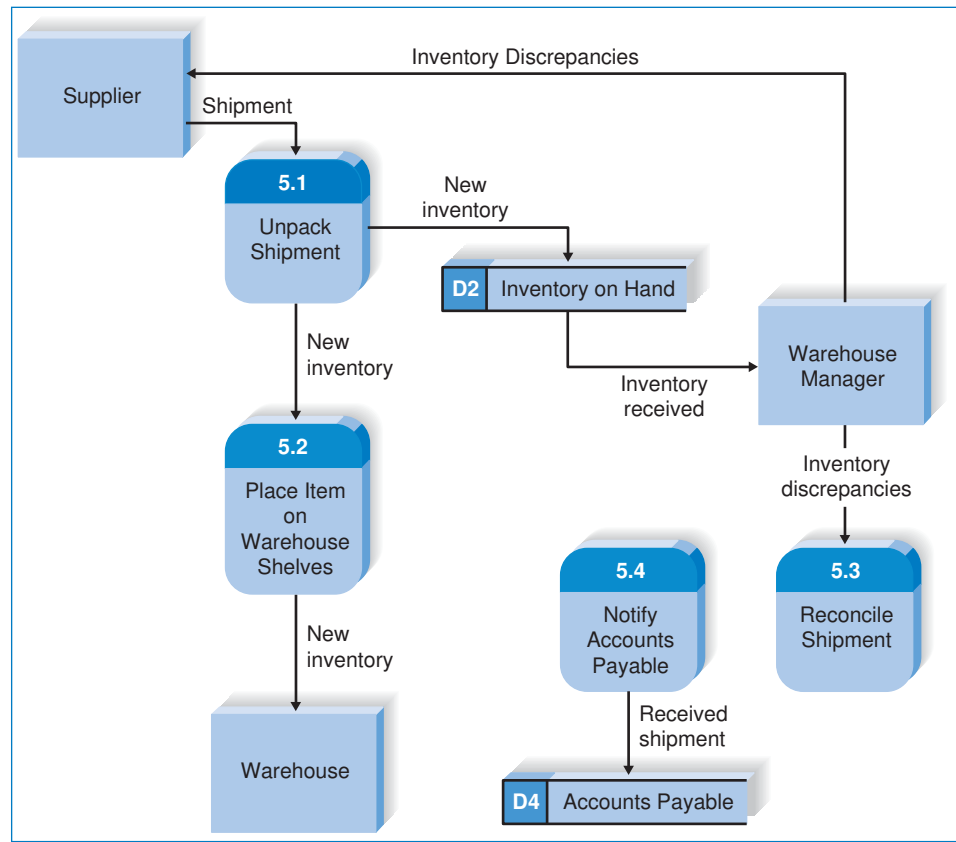 Inventory Discrepancies
Supplier
Shipment
5.1
Unpack
Shipment
New
inventory
D2
Inventory on Hand
New
inventory
Inventory
received
Warehouse
Manager
5.2
Place Item
on
Warehouse
Shelves
Inventory
discrepancies
5.4
Notify
Accounts
Payable
5.3
Reconcile
Shipment
New
inventory
Received
shipment
Warehouse
D4
Accounts Payable